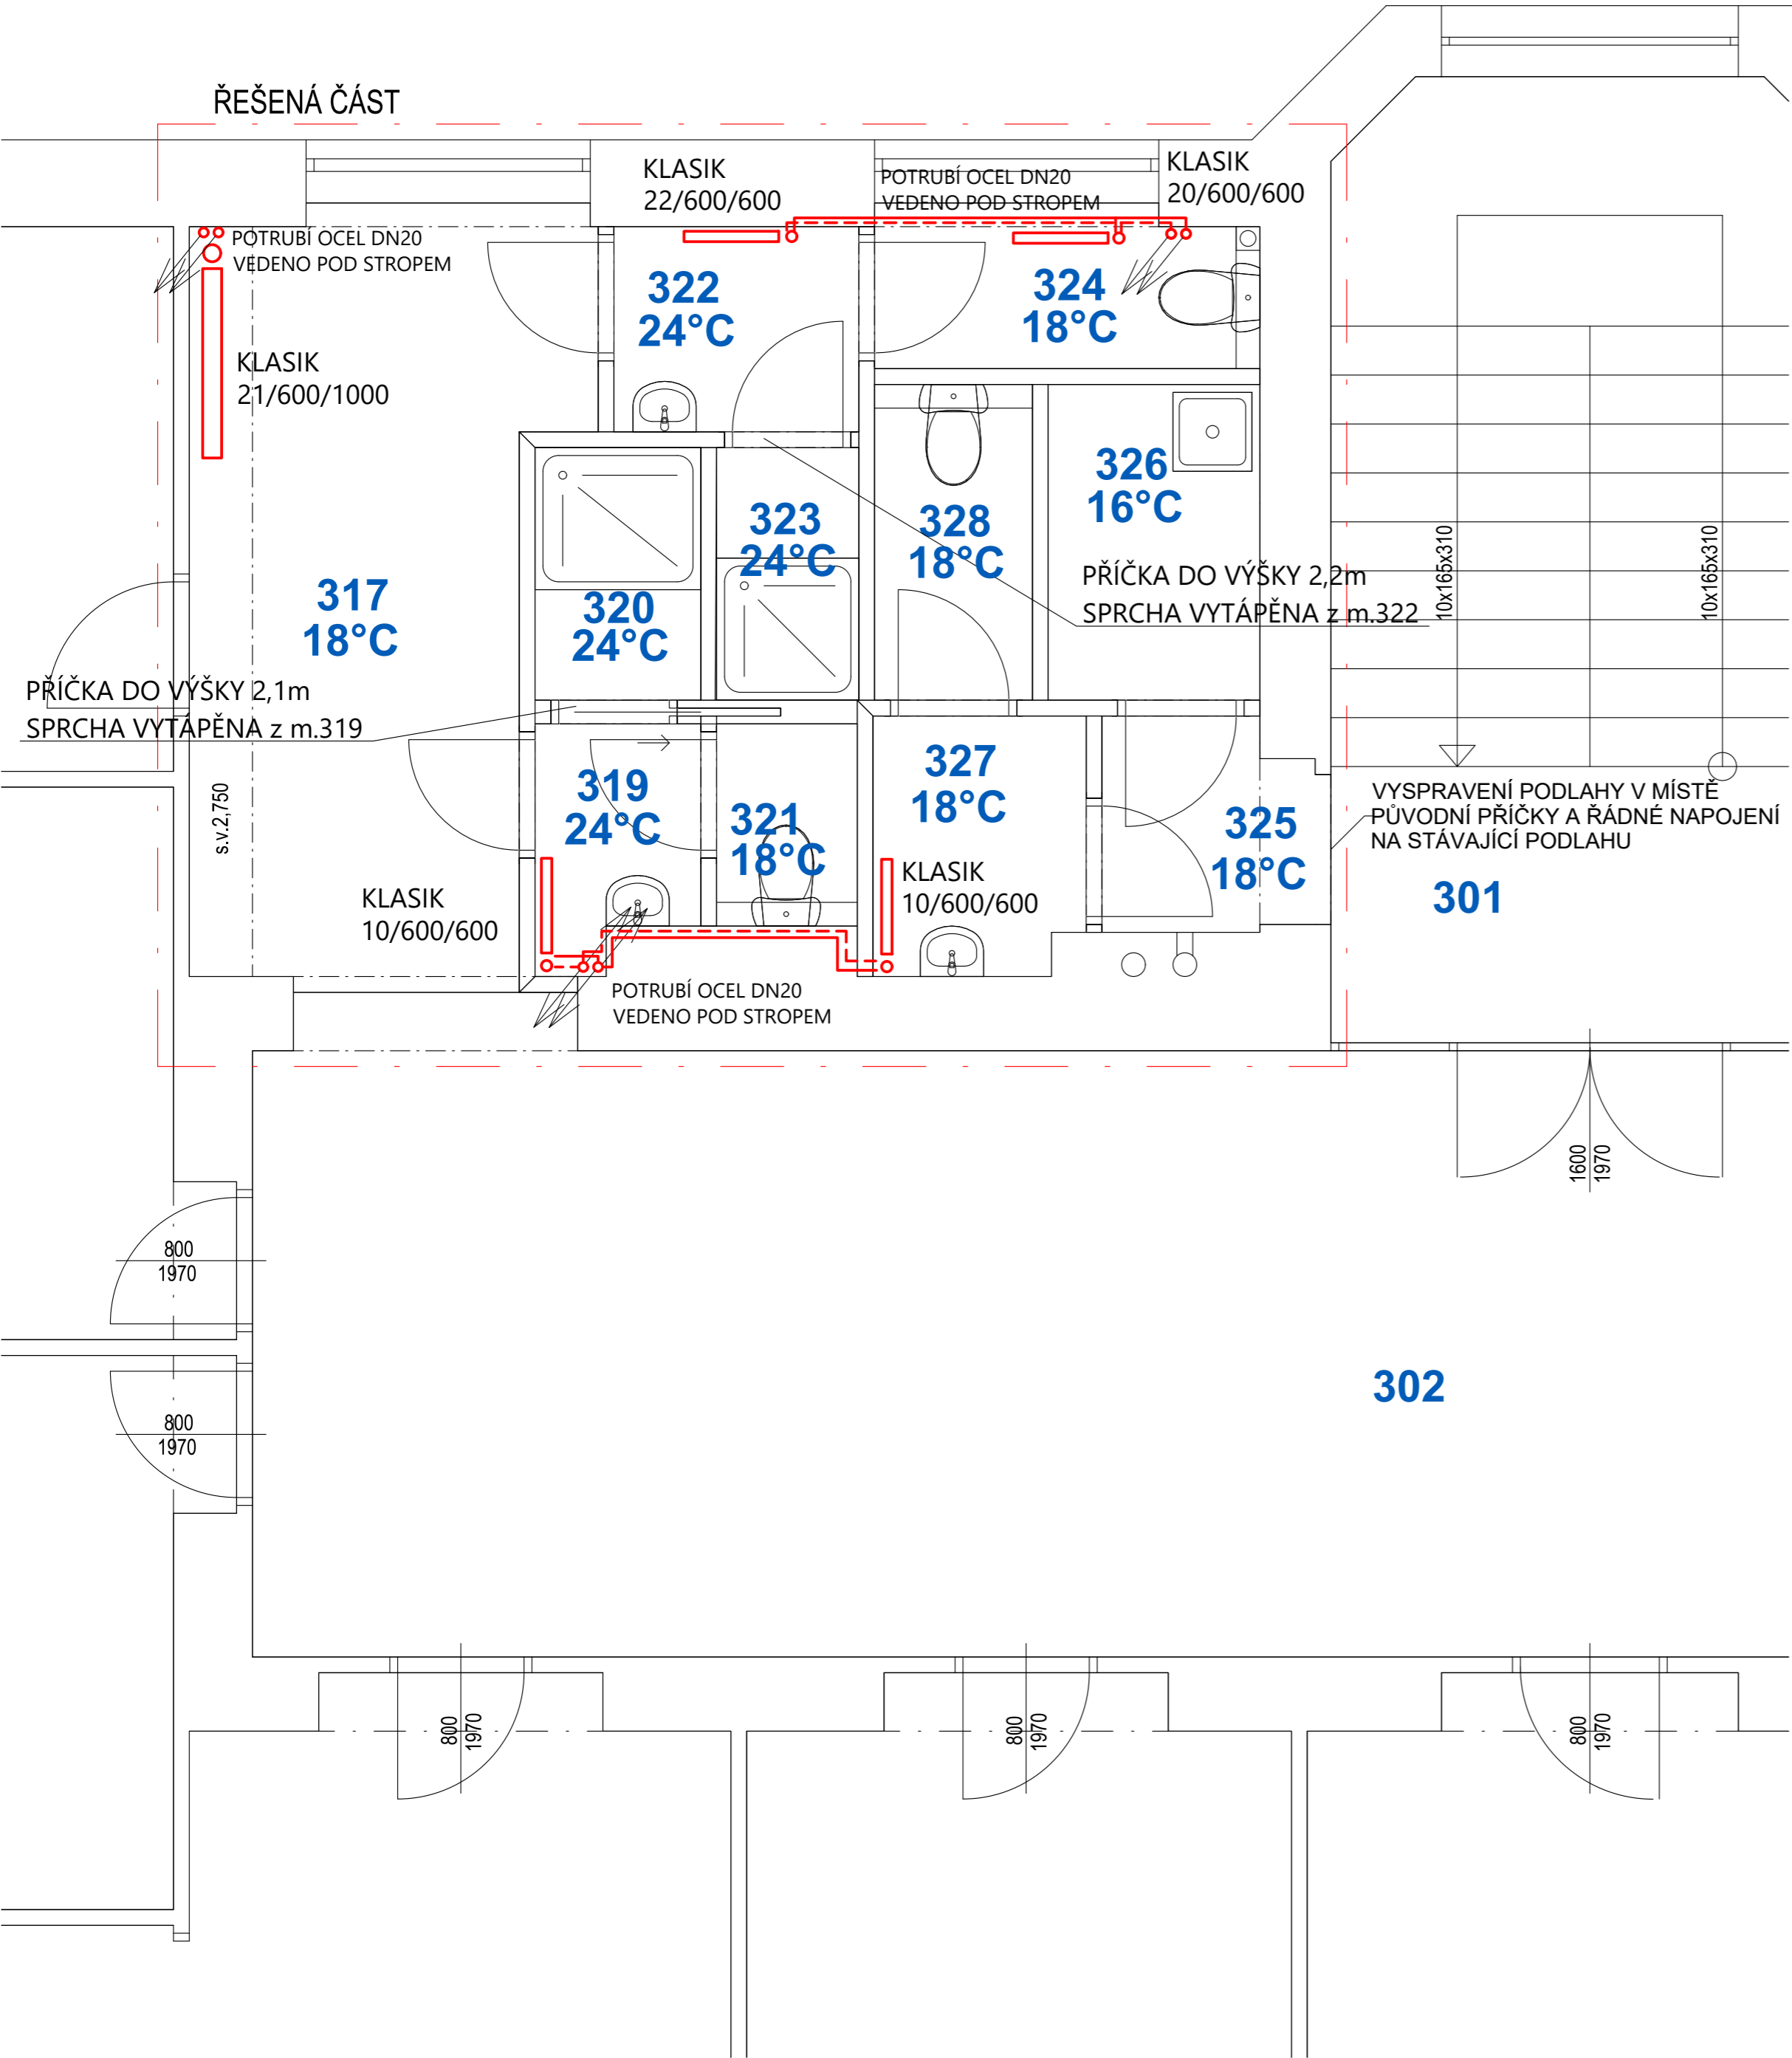 ŘEŠENÁ ČÁST
KLASIK
22/600/600
POTRUBÍ OCEL DN20
VEDENO POD STROPEM
KLASIK
20/600/600
POTRUBÍ OCEL DN20
VEDENO POD STROPEM
322
24°C
324
18°C
KLASIK
21/600/1000
323
24°C
328
18°C
326
16°C
10x165x310
10x165x310
PŘÍČKA DO VÝŠKY 2,2m
SPRCHA VYTÁPĚNA z m.322
317
18°C
320
24°C
PŘÍČKA DO VÝŠKY 2,1m
SPRCHA VYTÁPĚNA z m.319
s.v.2,750
319
24°C
321
18°C
327
18°C
325
18°C
VYSPRAVENÍ PODLAHY V MÍSTĚ
PŮVODNÍ PŘÍČKY A ŘÁDNÉ NAPOJENÍ
NA STÁVAJÍCÍ PODLAHU
301
KLASIK
10/600/600
KLASIK
10/600/600
POTRUBÍ OCEL DN20
VEDENO POD STROPEM
1600
1970
800
1970
302
800
1970
800
1970
800
1970
800
1970